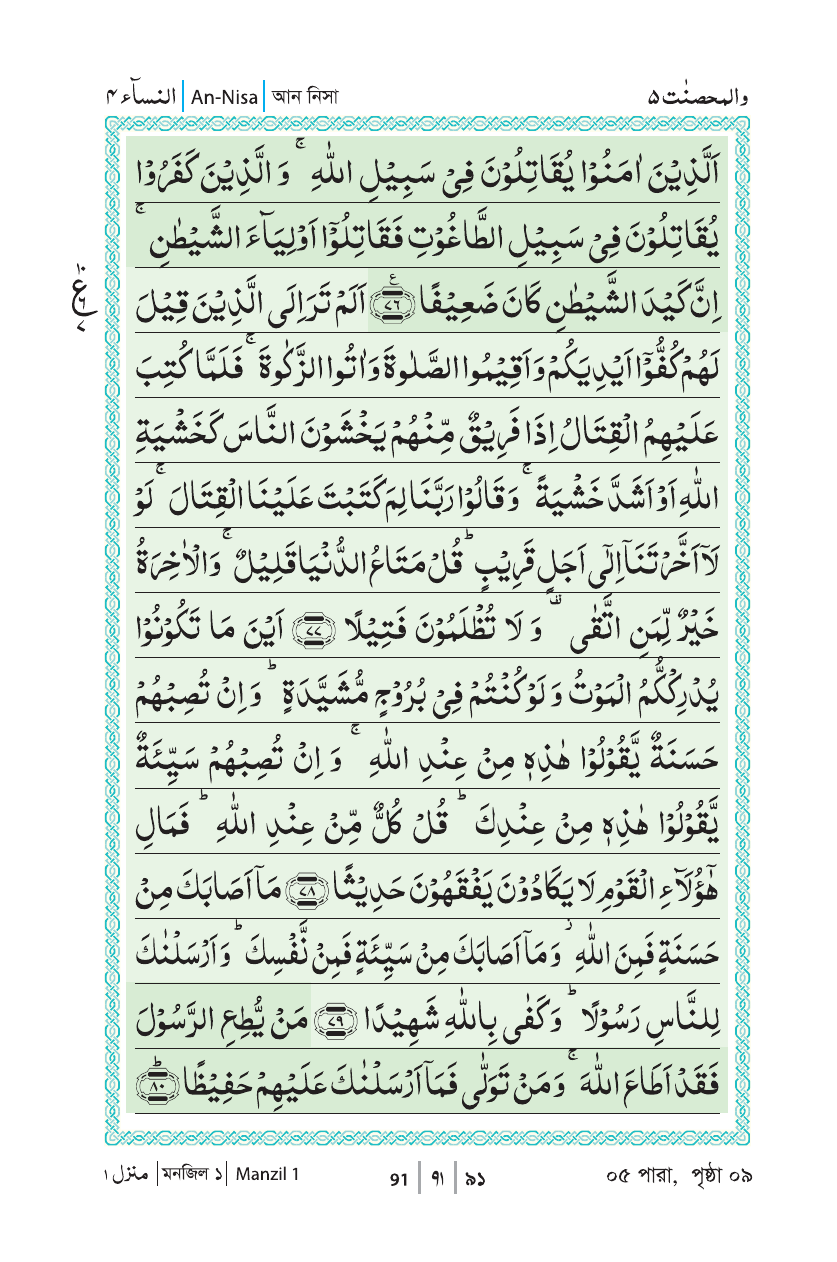 النسآء ۴ | An-Nisa | আন নিসা والمحصنٰت ۵
اَلَّذِيْنَ اٰمَنُوْا يُقَاتِلُوْنَ فِىْ سَبِيْلِ اللّٰهِ ۚ وَ الَّذِيْنَ كَفَرُوْا
يُقَاتِلُوْنَ فِىْ سَبِيْلِ الطَّاغُوْتِ فَقَاتِلُوْۤا اَوْلِيَآءَ الشَّيْطٰنِ ۚ
اِنَّ كَيْدَ الشَّيْطٰنِ كَانَ ضَعِيْفًا ﴿۷۶﴾ۧ اَلَمْ تَرَ اِلَى الَّذِيْنَ قِيْلَ
۱۰
ع
۶
۷
لَهُمْ كُفُّوْۤا اَيْدِيَكُمْ وَ اَقِيْمُوا الصَّلٰوةَ وَ اٰتُوا الزَّكٰوةَ ۚ فَلَمَّا كُتِبَ
عَلَيْهِمُ الْقِتَالُ اِذَا فَرِيْقٌ مِّنْهُمْ يَخْشَوْنَ النَّاسَ كَخَشْيَةِ
اللّٰهِ اَوْ اَشَدَّ خَشْيَةً ۚ وَ قَالُوْا رَبَّنَا لِمَ كَتَبْتَ عَلَيْنَا الْقِتَالَ ۚ لَوْ
لَاۤ اَخَّرْتَنَاۤ اِلٰۤى اَجَلٍ قَرِيْبٍ ؕ قُلْ مَتَاعُ الدُّنْيَا قَلِيْلٌ ۚ وَ الْاٰخِرَةُ
خَيْرٌ لِّمَنِ اتَّقٰى ۟ وَ لَا تُظْلَمُوْنَ فَتِيْلًا ﴿۷۷﴾ اَيْنَ مَا تَكُوْنُوْا
يُدْرِكْكُّمُ الْمَوْتُ وَ لَوْ كُنْتُمْ فِىْ بُرُوْجٍ مُّشَيَّدَةٍ ؕ وَ اِنْ تُصِبْهُمْ
حَسَنَةٌ يَّقُوْلُوْا هٰذِهٖ مِنْ عِنْدِ اللّٰهِ ۚ وَ اِنْ تُصِبْهُمْ سَيِّئَةٌ
يَّقُوْلُوْا هٰذِهٖ مِنْ عِنْدِكَ ؕ قُلْ كُلٌّ مِّنْ عِنْدِ اللّٰهِ ؕ فَمَالِ
هٰۤؤُلَآءِ الْقَوْمِ لَا يَكَادُوْنَ يَفْقَهُوْنَ حَدِيْثًا ﴿۷۸﴾ مَاۤ اَصَابَكَ مِنْ
حَسَنَةٍ فَمِنَ اللّٰهِ ۫ وَ مَاۤ اَصَابَكَ مِنْ سَيِّئَةٍ فَمِنْ نَّفْسِكَ ؕ وَ اَرْسَلْنٰكَ
لِلنَّاسِ رَسُوْلًا ؕ وَ كَفٰى بِاللّٰهِ شَهِيْدًا ﴿۷۹﴾ مَنْ يُّطِعِ الرَّسُوْلَ
فَقَدْ اَطَاعَ اللّٰهَ ۚ وَ مَنْ تَوَلّٰى فَمَاۤ اَرْسَلْنٰكَ عَلَيْهِمْ حَفِيْظًا ﴿ؕ۸۰﴾
منزل ۱ | মনজিল ১ | Manzil 1 91 | ۹۱ | ৯১ ০৫ পারা, পৃষ্ঠা ০৯